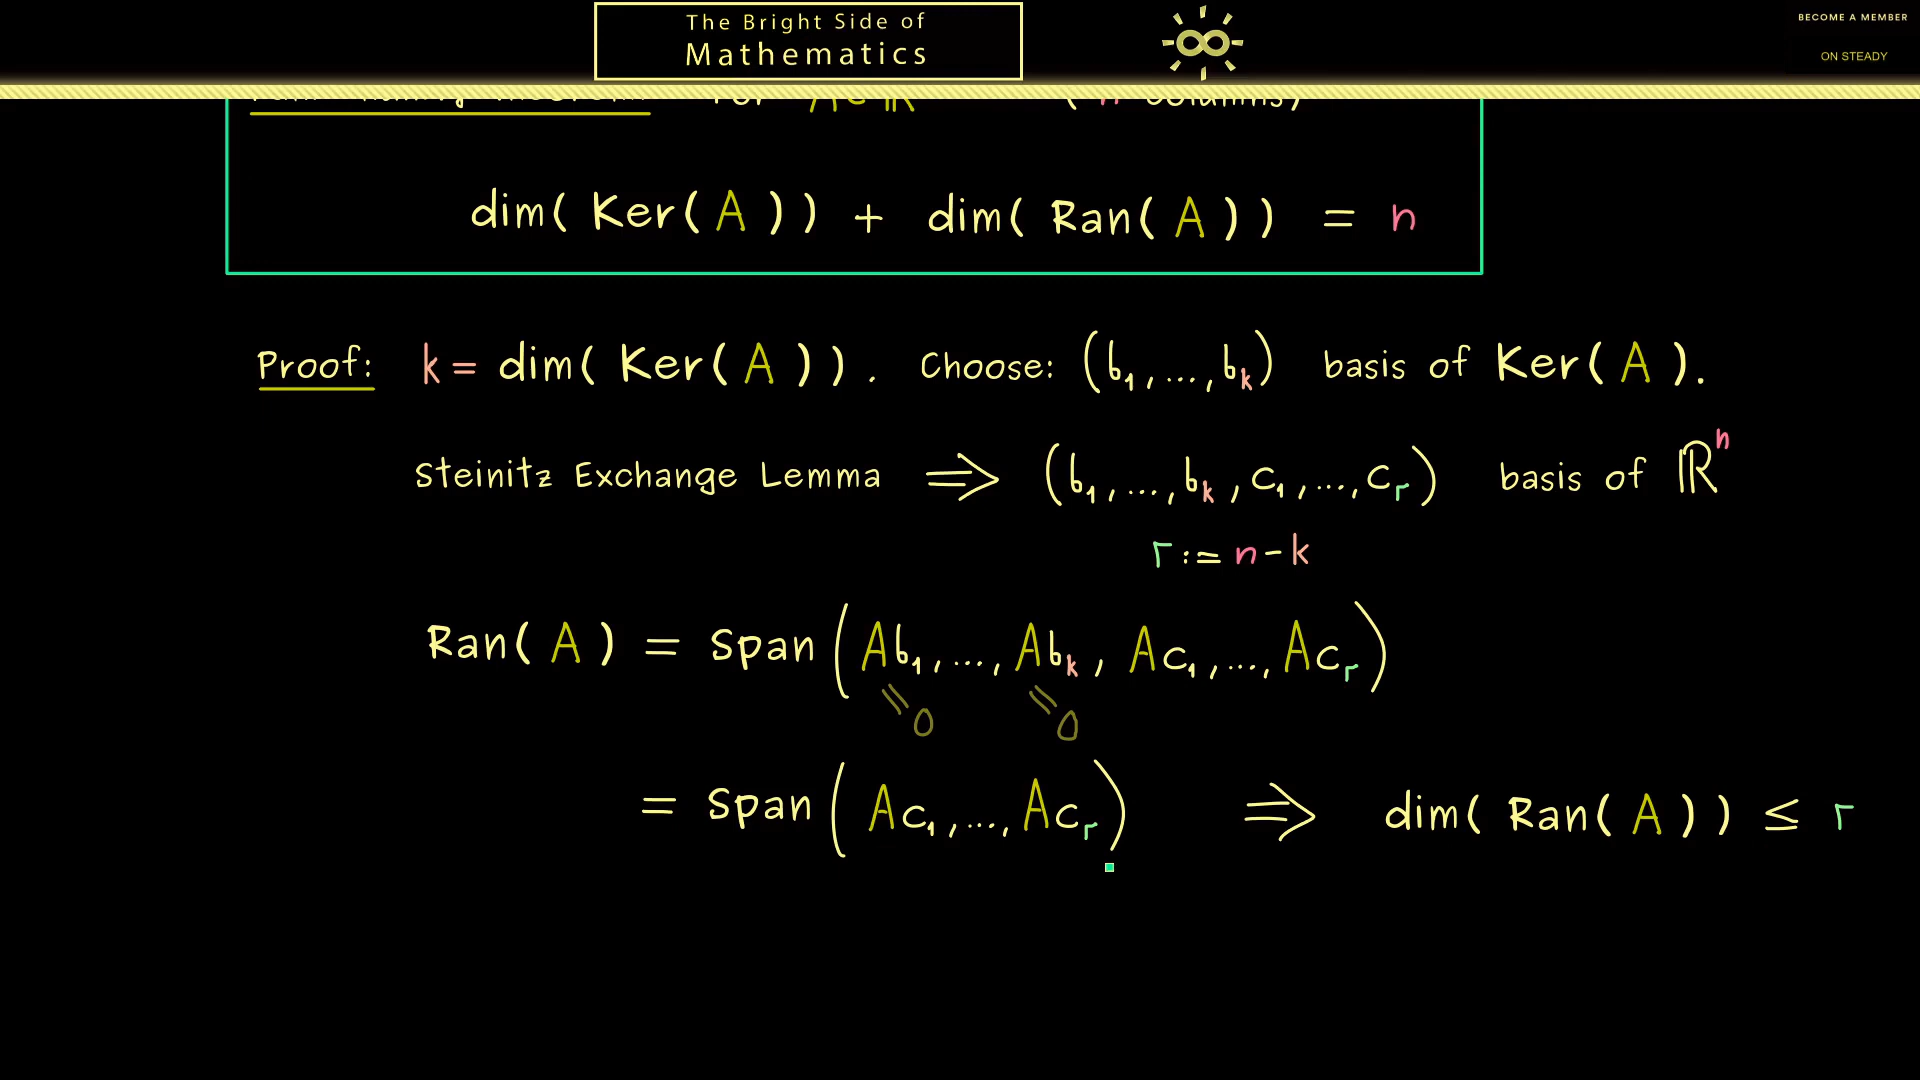 The Bright Side of
Mathematics
BECOME A MEMBER
ON STEADY
dim( Ker( A ) ) + dim( Ran( A ) ) = n
Proof: k = dim( Ker( A ) ) . Choose: (b₁, ..., bₖ) basis of Ker( A ).
Steinitz Exchange Lemma ⟹ (b₁, ..., bₖ, c₁, ..., cᵣ) basis of ℝⁿ
r := n - k
Ran( A ) = Span( Ab₁, ..., Abₖ, Ac₁, ..., Acᵣ )
=0 =0
= Span( Ac₁, ..., Acᵣ ) ⟹ dim( Ran( A ) ) ≤ r